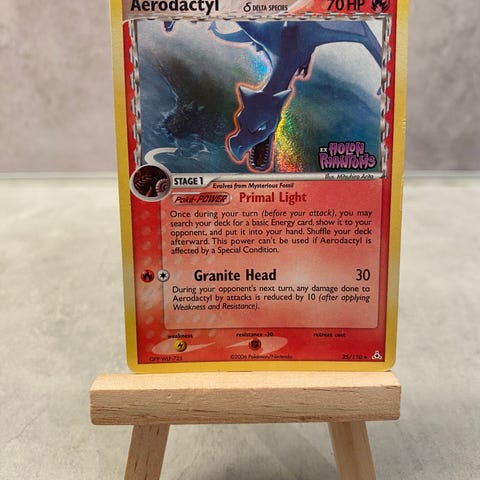 Aerodactyl δ DELTA SPECIES 70 HP
EX HOLON PHANTOMS
Illus. Mitsuhiro Arita
STAGE 1 Evolves from Mysterious Fossil
Poké-POWER Primal Light
Once during your turn (before your attack), you may
search your deck for a basic Energy card, show it to your
opponent, and put it into your hand. Shuffle your deck
afterward. This power can't be used if Aerodactyl is
affected by a Special Condition.
Granite Head 30
During your opponent's next turn, any damage done to
Aerodactyl by attacks is reduced by 10 (after applying
Weakness and Resistance).
weakness resistance -30 retreat cost
©2006 Pokémon/Nintendo 35/110